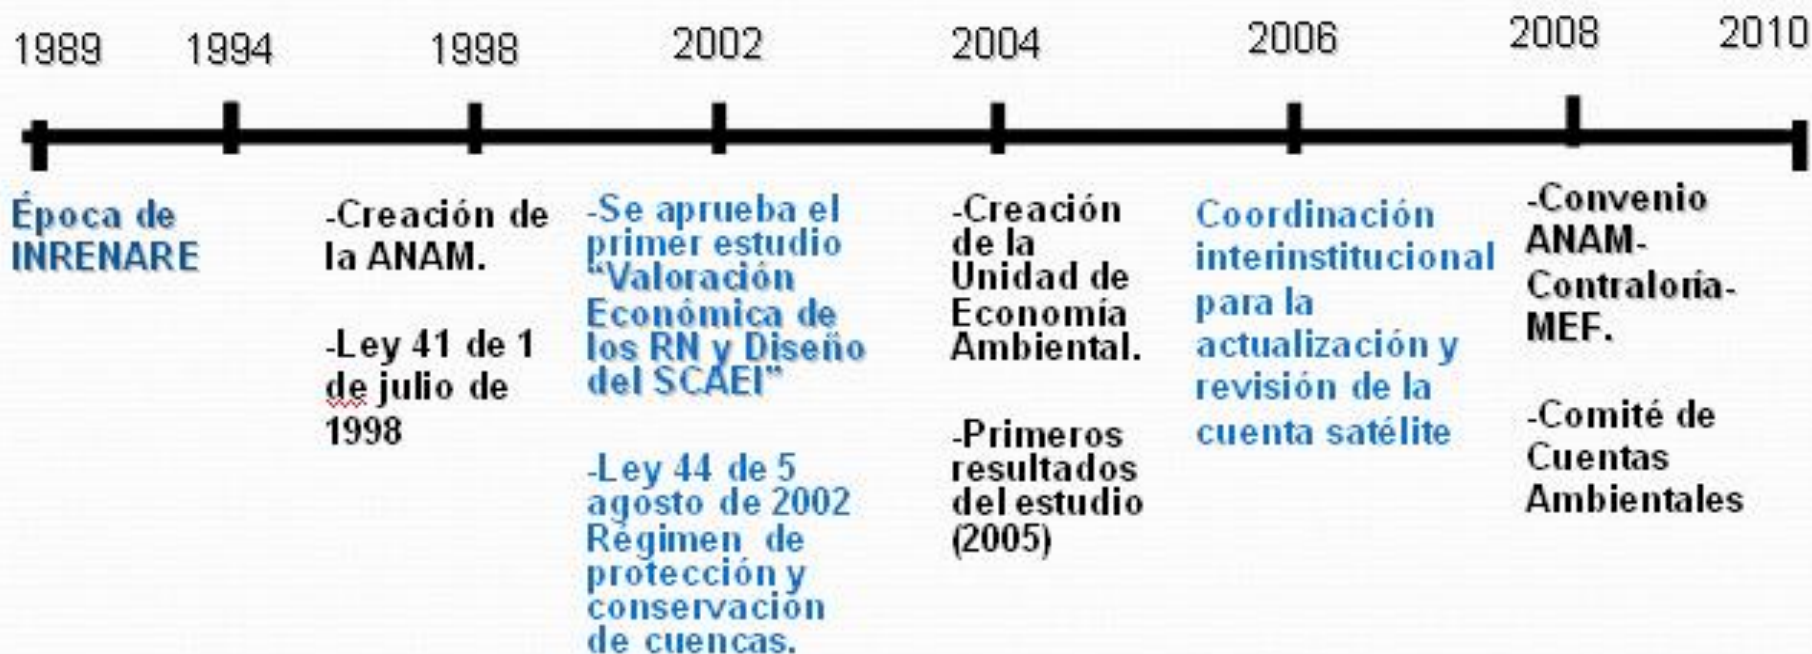 1989 1994 1998 2002 2004 2006 2008 2010
Época de
INRENARE
-Creación de
la ANAM.
-Ley 41 de 1
de julio de
1998
-Se aprueba el
primer estudio
“Valoración
Económica de
los RN y Diseño
del SCAEI”
-Ley 44 de 5
agosto de 2002
Régimen de
protección y
conservación
de cuencas.
-Creación
de la
Unidad de
Economía
Ambiental.
-Primeros
resultados
del estudio
(2005)
Coordinación
interinstitucional
para la
actualización y
revisión de la
cuenta satélite
-Convenio
ANAM-
Contraloría-
MEF.
-Comité de
Cuentas
Ambientales